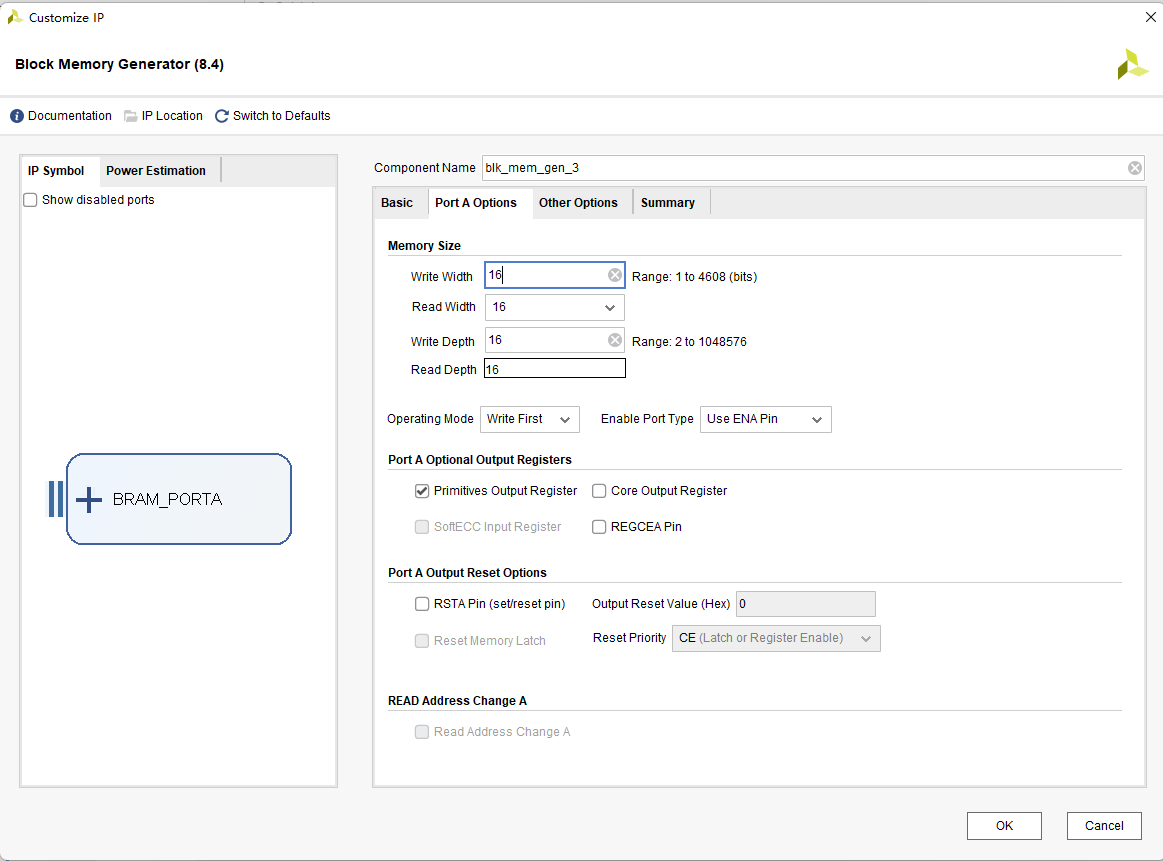 Customize IP
Block Memory Generator (8.4)
Documentation IP Location Switch to Defaults
IP Symbol Power Estimation
Show disabled ports
BRAM_PORTA
Component Name blk_mem_gen_3
Basic Port A Options Other Options Summary
Memory Size
Write Width 16 Range: 1 to 4608 (bits)
Read Width 16
Write Depth 16 Range: 2 to 1048576
Read Depth 16
Operating Mode Write First Enable Port Type Use ENA Pin
Port A Optional Output Registers
Primitives Output Register Core Output Register
SoftECC Input Register REGCEA Pin
Port A Output Reset Options
RSTA Pin (set/reset pin) Output Reset Value (Hex) 0
Reset Memory Latch Reset Priority CE (Latch or Register Enable)
READ Address Change A
Read Address Change A
OK Cancel